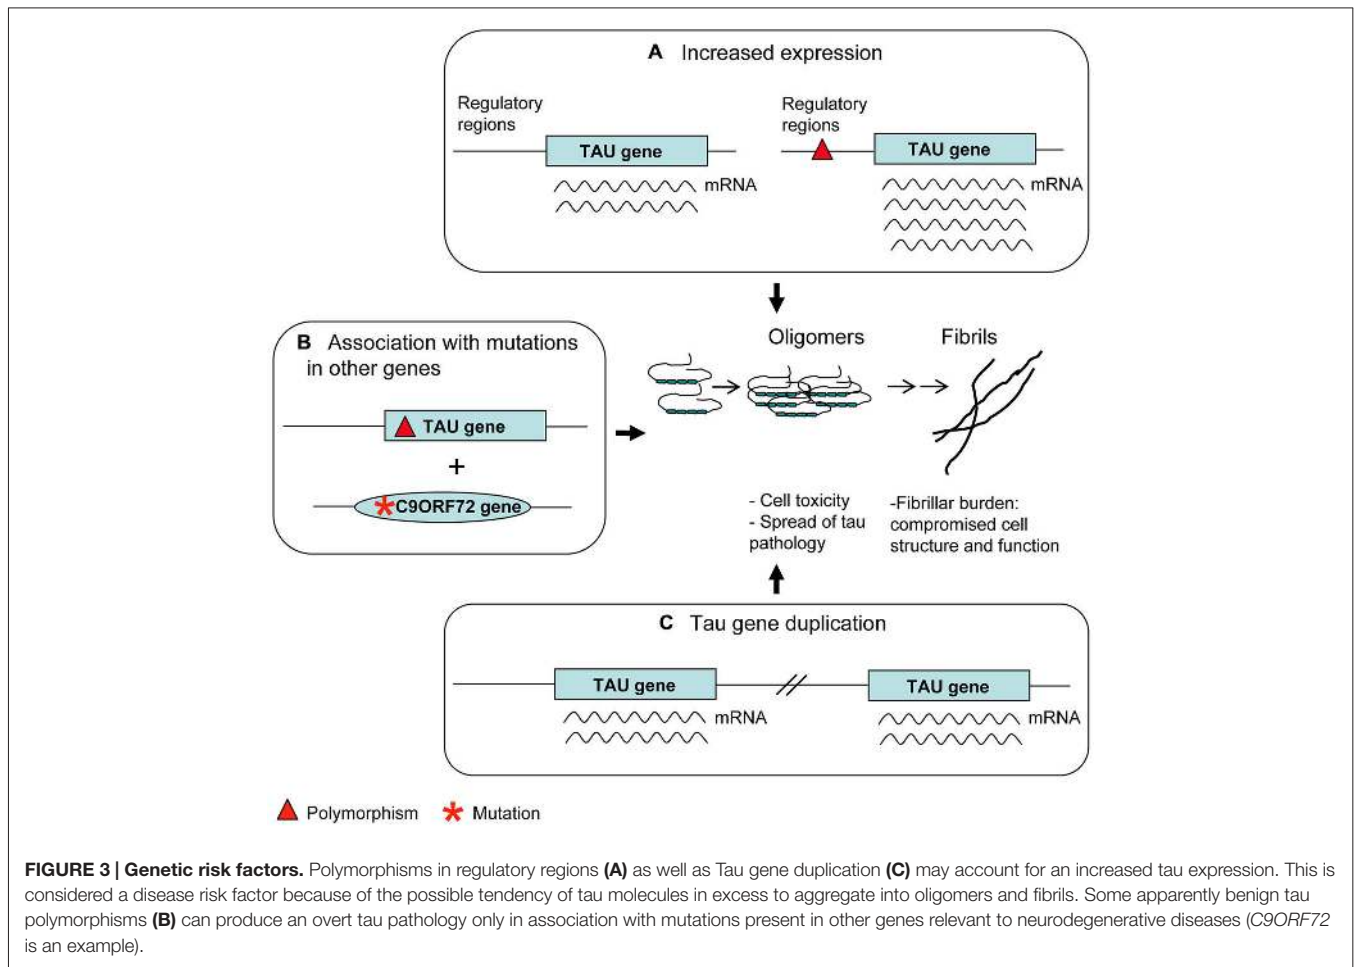 A Increased expression
Regulatory
regions
TAU gene
mRNA
Regulatory
regions
TAU gene
mRNA
B Association with mutations
in other genes
TAU gene
+
C9ORF72 gene
Oligomers
Fibrils
- Cell toxicity
- Spread of tau
pathology
-Fibrillar burden:
compromised cell
structure and function
C Tau gene duplication
TAU gene
mRNA
TAU gene
mRNA
Polymorphism
Mutation
FIGURE 3 | Genetic risk factors. Polymorphisms in regulatory regions (A) as well as Tau gene duplication (C) may account for an increased tau expression. This is
considered a disease risk factor because of the possible tendency of tau molecules in excess to aggregate into oligomers and fibrils. Some apparently benign tau
polymorphisms (B) can produce an overt tau pathology only in association with mutations present in other genes relevant to neurodegenerative diseases (C9ORF72
is an example).